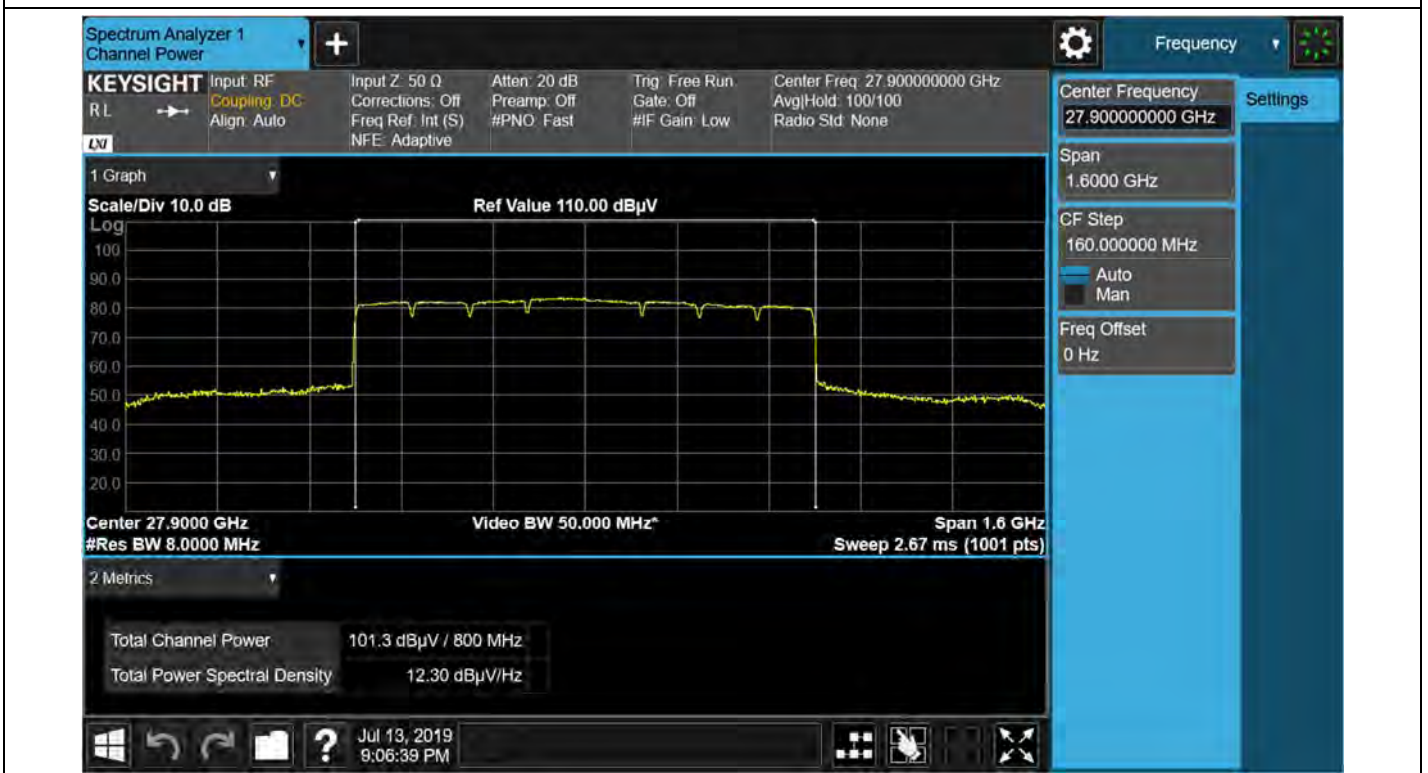 Spectrum Analyzer 1
Channel Power
Frequency
KEYSIGHT
R L
LXI
Input: RF
Coupling: DC
Align: Auto
Input Z: 50 Ω
Corrections: Off
Freq Ref: Int (S)
NFE: Adaptive
Atten: 20 dB
Preamp: Off
#PNO: Fast
Trig: Free Run
Gate: Off
#IF Gain: Low
Center Freq: 27.900000000 GHz
Avg|Hold: 100/100
Radio Std: None
Center Frequency
27.900000000 GHz
Settings
Span
1.6000 GHz
CF Step
160.000000 MHz
Auto
Man
Freq Offset
0 Hz
1 Graph
Scale/Div 10.0 dB
Ref Value 110.00 dBµV
Log
100
90.0
80.0
70.0
60.0
50.0
40.0
30.0
20.0
Center 27.9000 GHz
Video BW 50.000 MHz*
Span 1.6 GHz
#Res BW 8.0000 MHz
Sweep 2.67 ms (1001 pts)
2 Metrics
Total Channel Power 101.3 dBµV / 800 MHz
Total Power Spectral Density 12.30 dBµV/Hz
Jul 13, 2019
9:06:39 PM